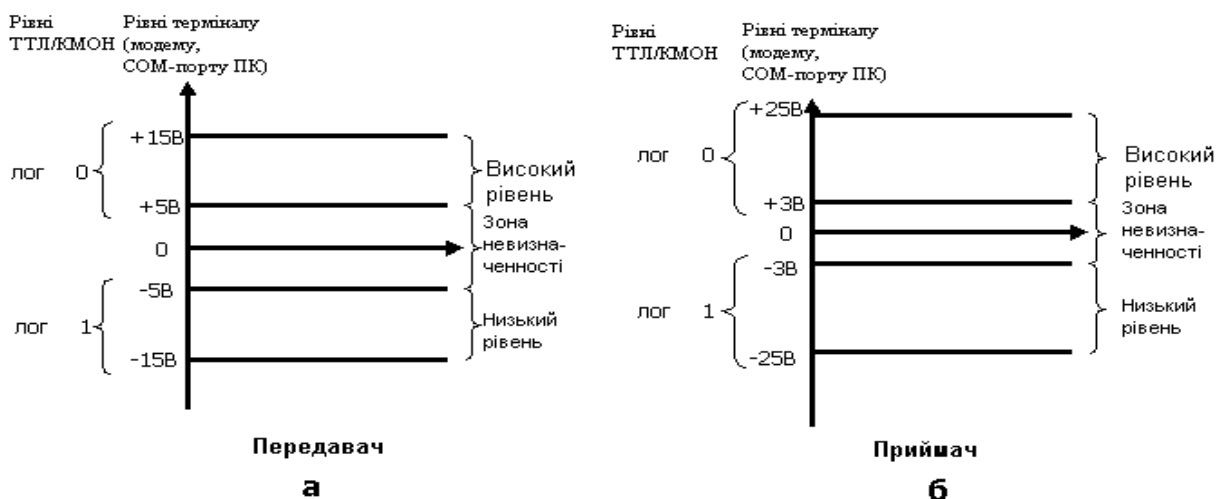 Рівні
ТТЛ/КМОН
Рівні терміналу
(модему,
СОМ-порту ПК)
+15В
лог 0
+5В
0
-5В
лог 1
-15В
Високий
рівень
Зона
невизна-
ченності
Низький
рівень
Передавач
а
Рівні
ТТЛ/КМОН
Рівні терміналу
(модему,
СОМ-порту ПК)
+25В
лог 0
+3В
0
-3В
лог 1
-25В
Високий
рівень
Зона
невизна-
ченності
Низький
рівень
Приймач
б